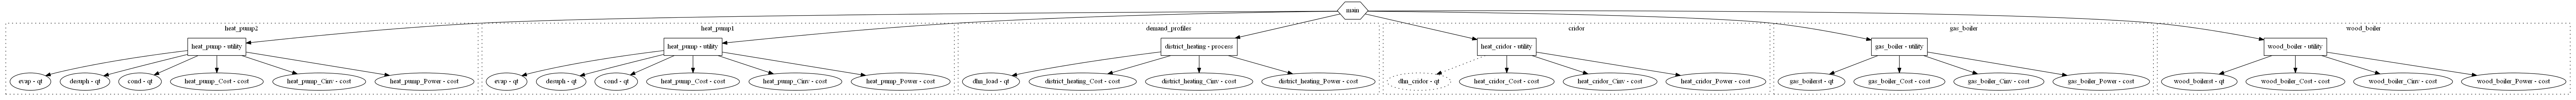 main
heat_pump2
heat_pump1
demand_profiles
cridor
gas_boiler
wood_boiler
heat_pump - utility
heat_pump - utility
district_heating - process
heat_cridor - utility
gas_boiler - utility
wood_boiler - utility
evap - qt
desuph - qt
cond - qt
heat_pump_Cost - cost
heat_pump_Cinv - cost
heat_pump_Power - cost
evap - qt
desuph - qt
cond - qt
heat_pump_Cost - cost
heat_pump_Cinv - cost
heat_pump_Power - cost
dhn_load - qt
district_heating_Cost - cost
district_heating_Cinv - cost
district_heating_Power - cost
dhn_cridor - qt
heat_cridor_Cost - cost
heat_cridor_Cinv - cost
heat_cridor_Power - cost
gas_boilerst - qt
gas_boiler_Cost - cost
gas_boiler_Cinv - cost
gas_boiler_Power - cost
wood_boilerst - qt
wood_boiler_Cost - cost
wood_boiler_Cinv - cost
wood_boiler_Power - cost